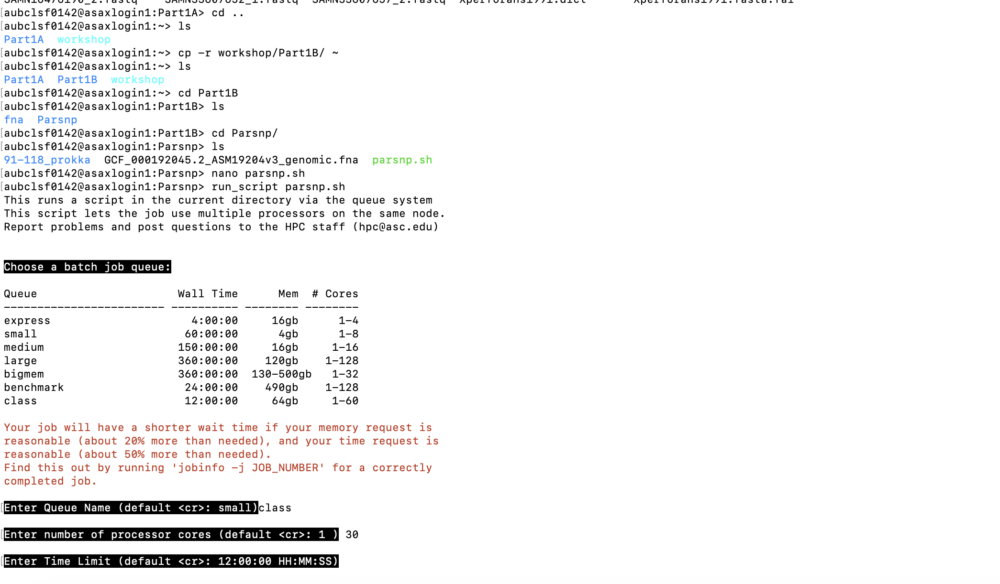 SAMN18478190_2.fastq    SAMN33807632_1.fastq  SAMN33807637_2.fastq  Xperforans1991.dict       Xperforans1991.fasta.fai
[aubclsf0142@asaxlogin1:Part1A> cd ..
[aubclsf0142@asaxlogin1:~> ls
Part1A  workshop
[aubclsf0142@asaxlogin1:~> cp -r workshop/Part1B/ ~
[aubclsf0142@asaxlogin1:~> ls
Part1A  Part1B  workshop
[aubclsf0142@asaxlogin1:~> cd Part1B
[aubclsf0142@asaxlogin1:Part1B> ls
fna  Parsnp
[aubclsf0142@asaxlogin1:Part1B> cd Parsnp/
[aubclsf0142@asaxlogin1:Parsnp> ls
91-118_prokka  GCF_000192045.2_ASM19204v3_genomic.fna  parsnp.sh
[aubclsf0142@asaxlogin1:Parsnp> nano parsnp.sh
[aubclsf0142@asaxlogin1:Parsnp> run_script parsnp.sh
This runs a script in the current directory via the queue system
This script lets the job use multiple processors on the same node.
Report problems and post questions to the HPC staff (hpc@asc.edu)
Choose a batch job queue:
Queue                     Wall Time      Mem  # Cores
------------------------ ---------- -------- --------
express                     4:00:00     16gb      1-4
small                      60:00:00      4gb      1-8
medium                    150:00:00     16gb     1-16
large                     360:00:00    120gb    1-128
bigmem                    360:00:00  130-500gb   1-32
benchmark                  24:00:00    490gb    1-128
class                      12:00:00     64gb     1-60
Your job will have a shorter wait time if your memory request is
reasonable (about 20% more than needed), and your time request is
reasonable (about 50% more than needed).
Find this out by running 'jobinfo -j JOB_NUMBER' for a correctly
completed job.
[Enter Queue Name (default <cr>: small)class
[Enter number of processor cores (default <cr>: 1 ) 30
[Enter Time Limit (default <cr>: 12:00:00 HH:MM:SS)